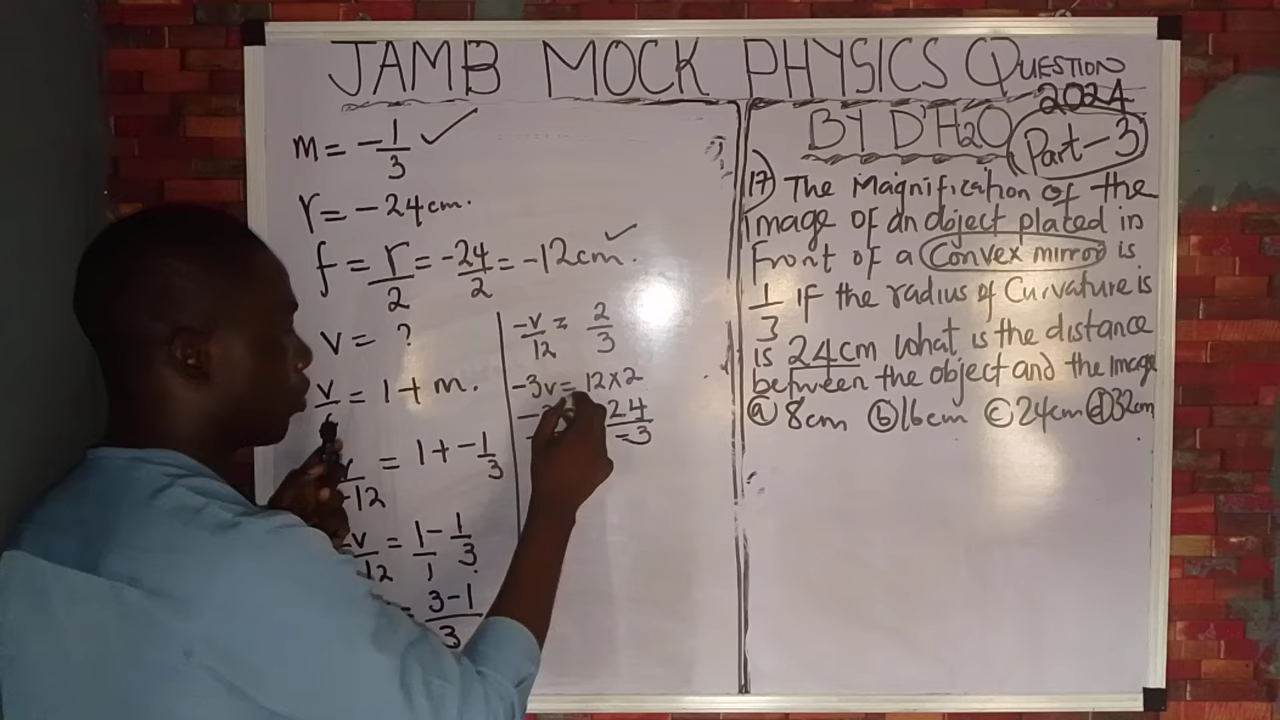 JAMB MOCK PHYSICS QUESTION
2024
BY D'H2O
Part-3
m = -1/3 ✓
r = -24cm.
f = r/2 = -24/2 = -12cm. ✓
v = ?
v/f = 1 + m.
v/-12 = 1 + -1/3
-v/12 = 1/1 - 1/3
= 3-1/3
-v/12 = 2/3
-3v = 12×2
24
-3
17) The Magnification of the
image of an object placed in
front of a Convex mirror is
1/3 if the radius of Curvature is
is 24cm what is the distance
between the object and the Image
(a) 8cm (b) 16cm (c) 24cm (d) 32cm